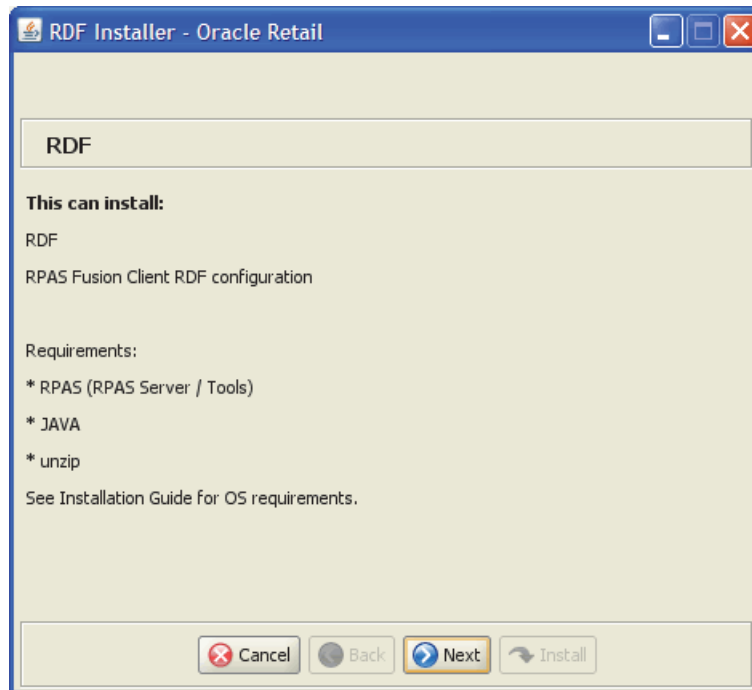 RDF Installer - Oracle Retail
RDF
This can install:
RDF
RPAS Fusion Client RDF configuration
Requirements:
* RPAS (RPAS Server / Tools)
* JAVA
* unzip
See Installation Guide for OS requirements.
Cancel Back Next Install